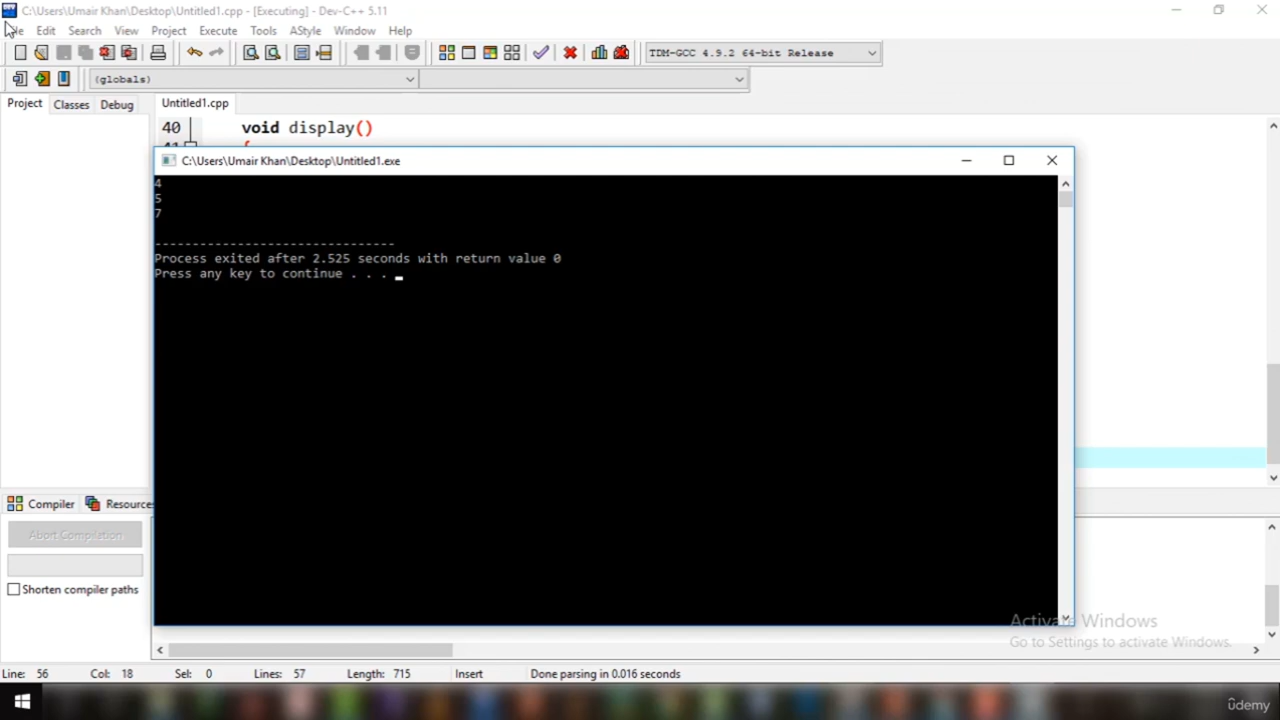 C:\Users\Umair Khan\Desktop\Untitled1.cpp - [Executing] - Dev-C++ 5.11
Edit Search View Project Execute Tools AStyle Window Help
TDM-GCC 4.9.2 64-bit Release
(globals)
Project Classes Debug Untitled1.cpp
40 void display()
C:\Users\Umair Khan\Desktop\Untitled1.exe
4
5
7
--------------------------------
Process exited after 2.525 seconds with return value 0
Press any key to continue . . .
Compiler Resources
Abort Compilation
Shorten compiler paths
Activate Windows
Go to Settings to activate Windows.
Line: 56 Col: 18 Sel: 0 Lines: 57 Length: 715 Insert Done parsing in 0.016 seconds
ûdemy